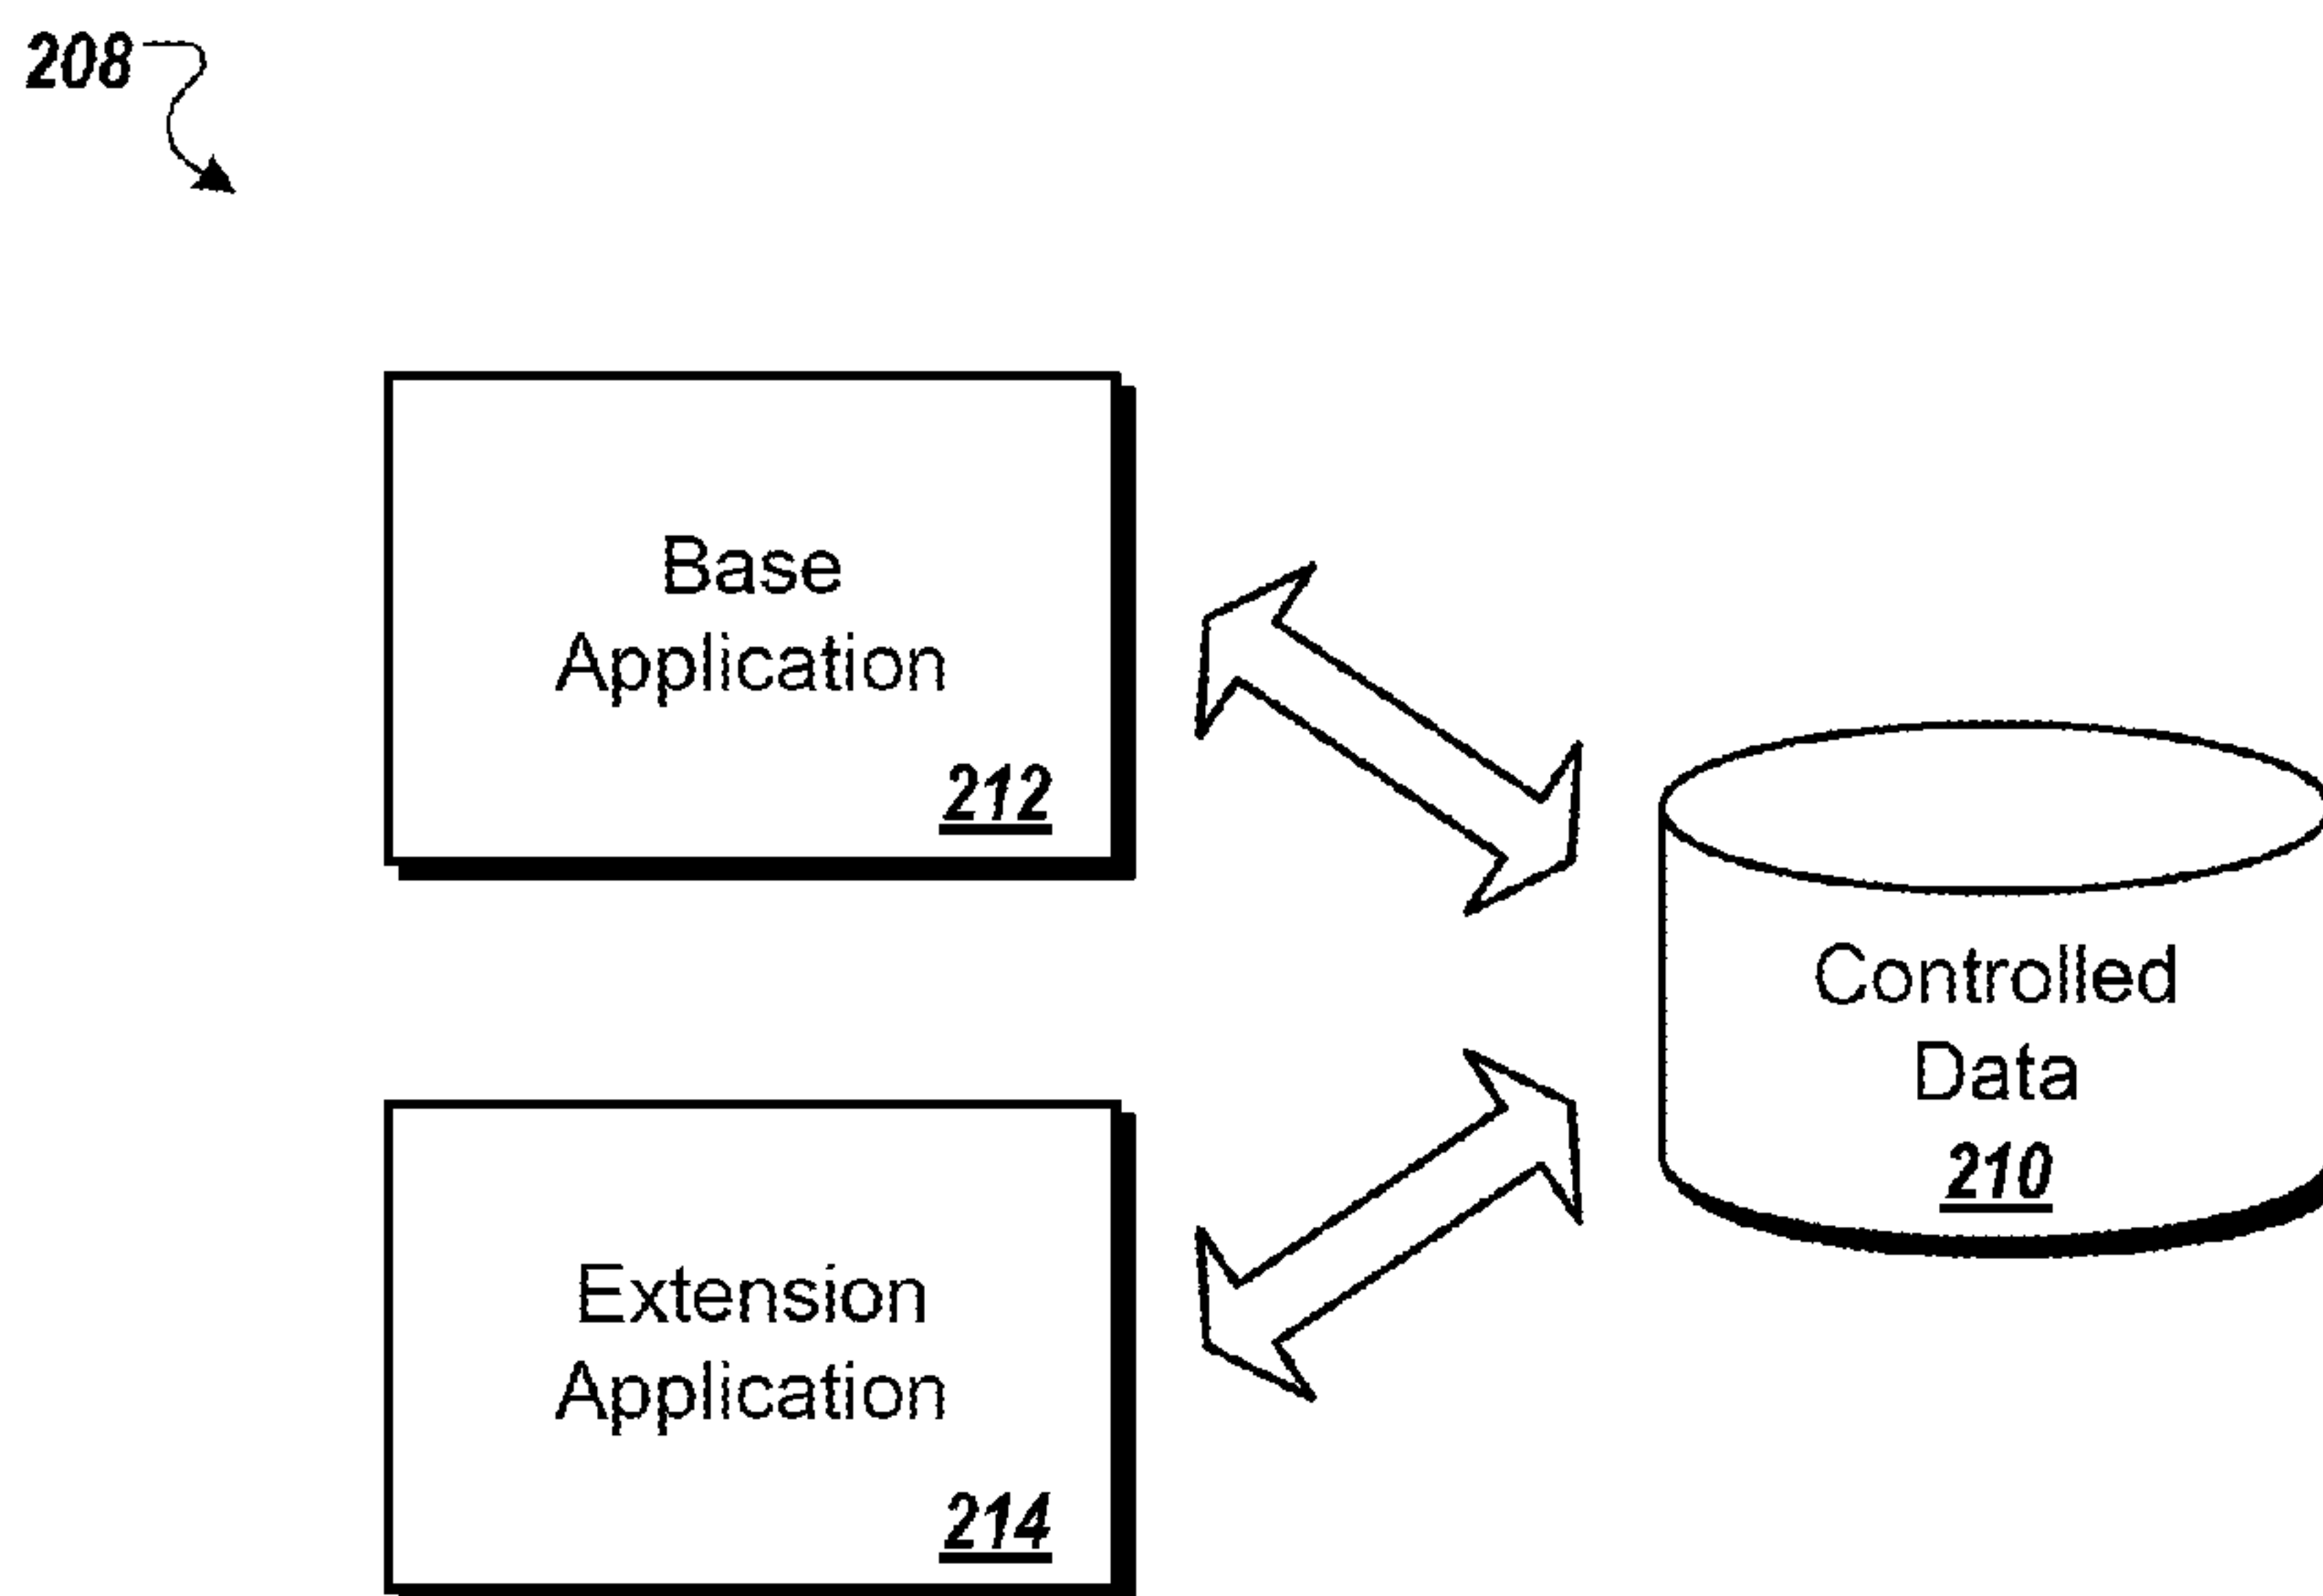 208
Base
Application
212
Controlled
Data
210
Extension
Application
214